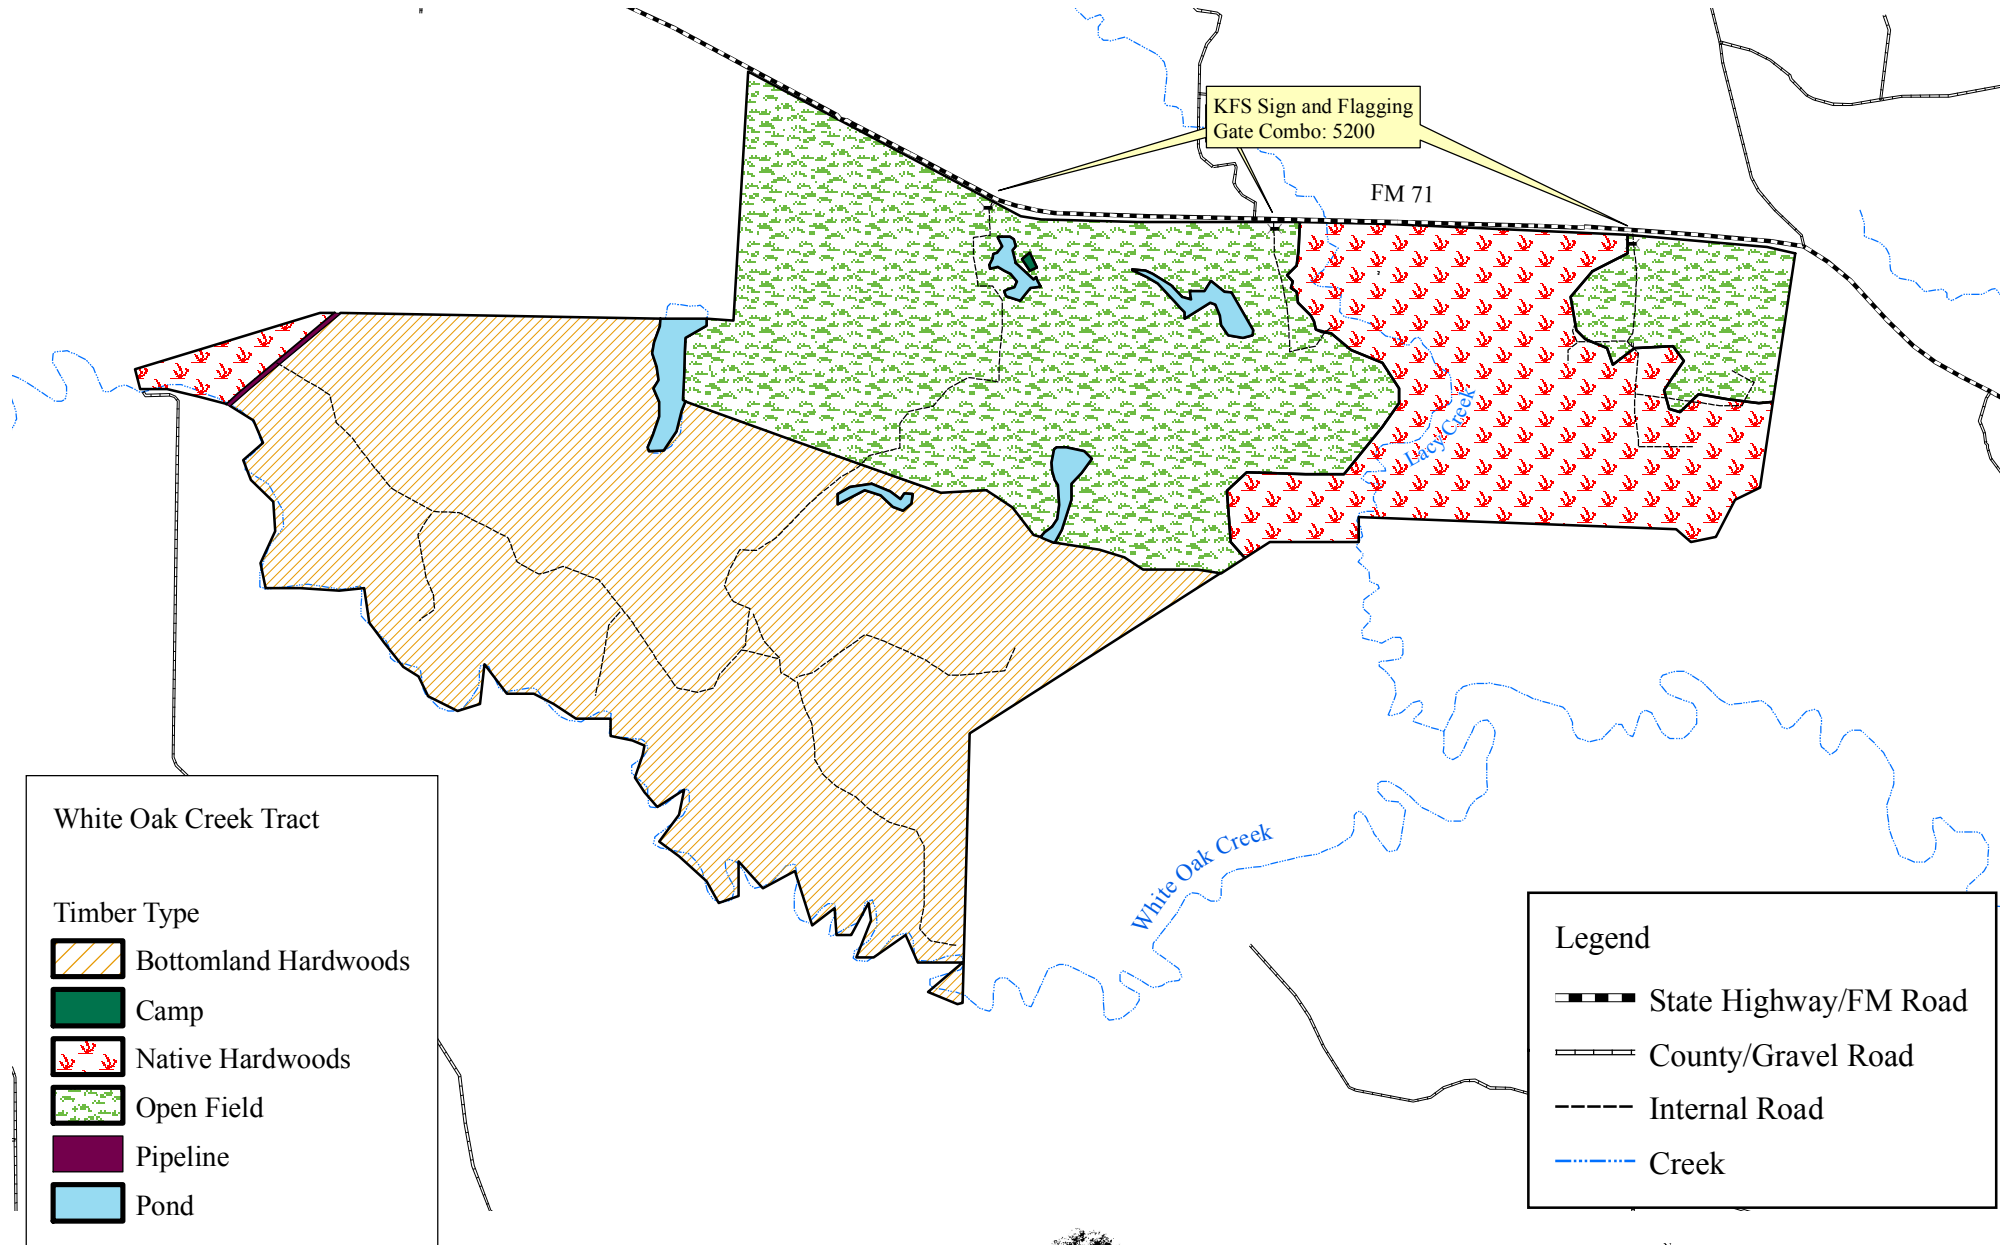 KFS Sign and Flagging
Gate Combo: 5200
FM 71
Lacy Creek
White Oak Creek
White Oak Creek Tract
Timber Type
Bottomland Hardwoods
Camp
Native Hardwoods
Open Field
Pipeline
Pond
Legend
State Highway/FM Road
County/Gravel Road
Internal Road
Creek